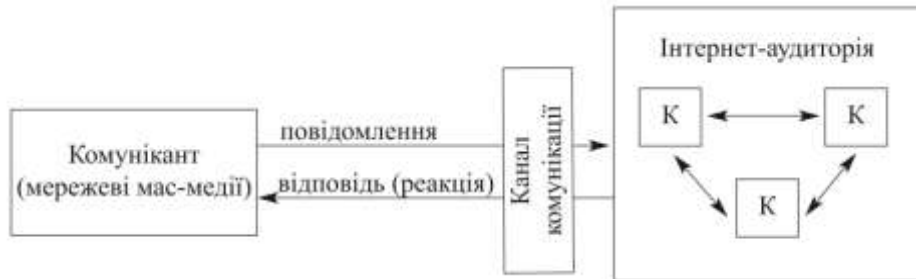 Комунікант
(мережеві мас-медії)
повідомлення
відповідь (реакція)
Канал
комунікації
Інтернет-аудиторія
К
К
К